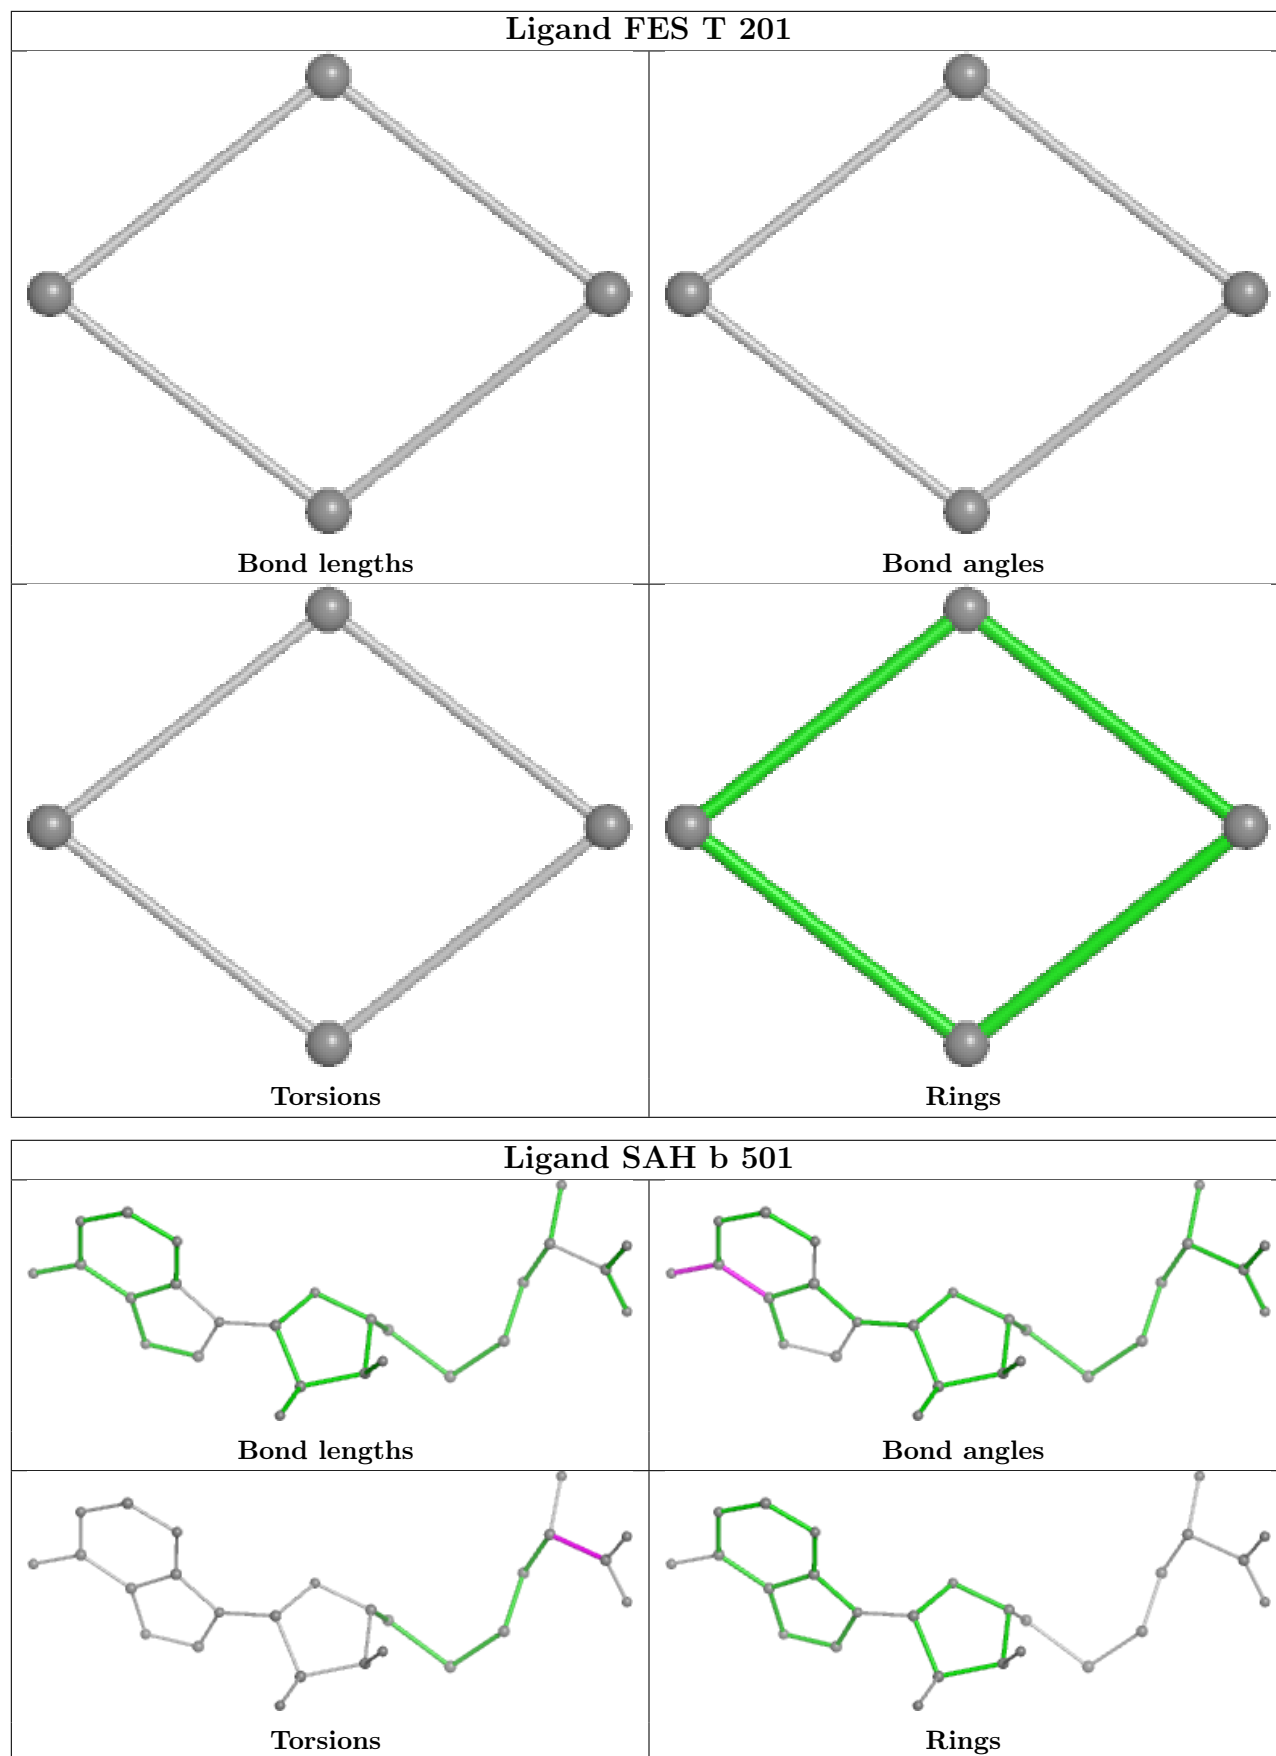 Ligand FES T 201
Bond lengths
Bond angles
Torsions
Rings
Ligand SAH b 501
Bond lengths
Bond angles
Torsions
Rings